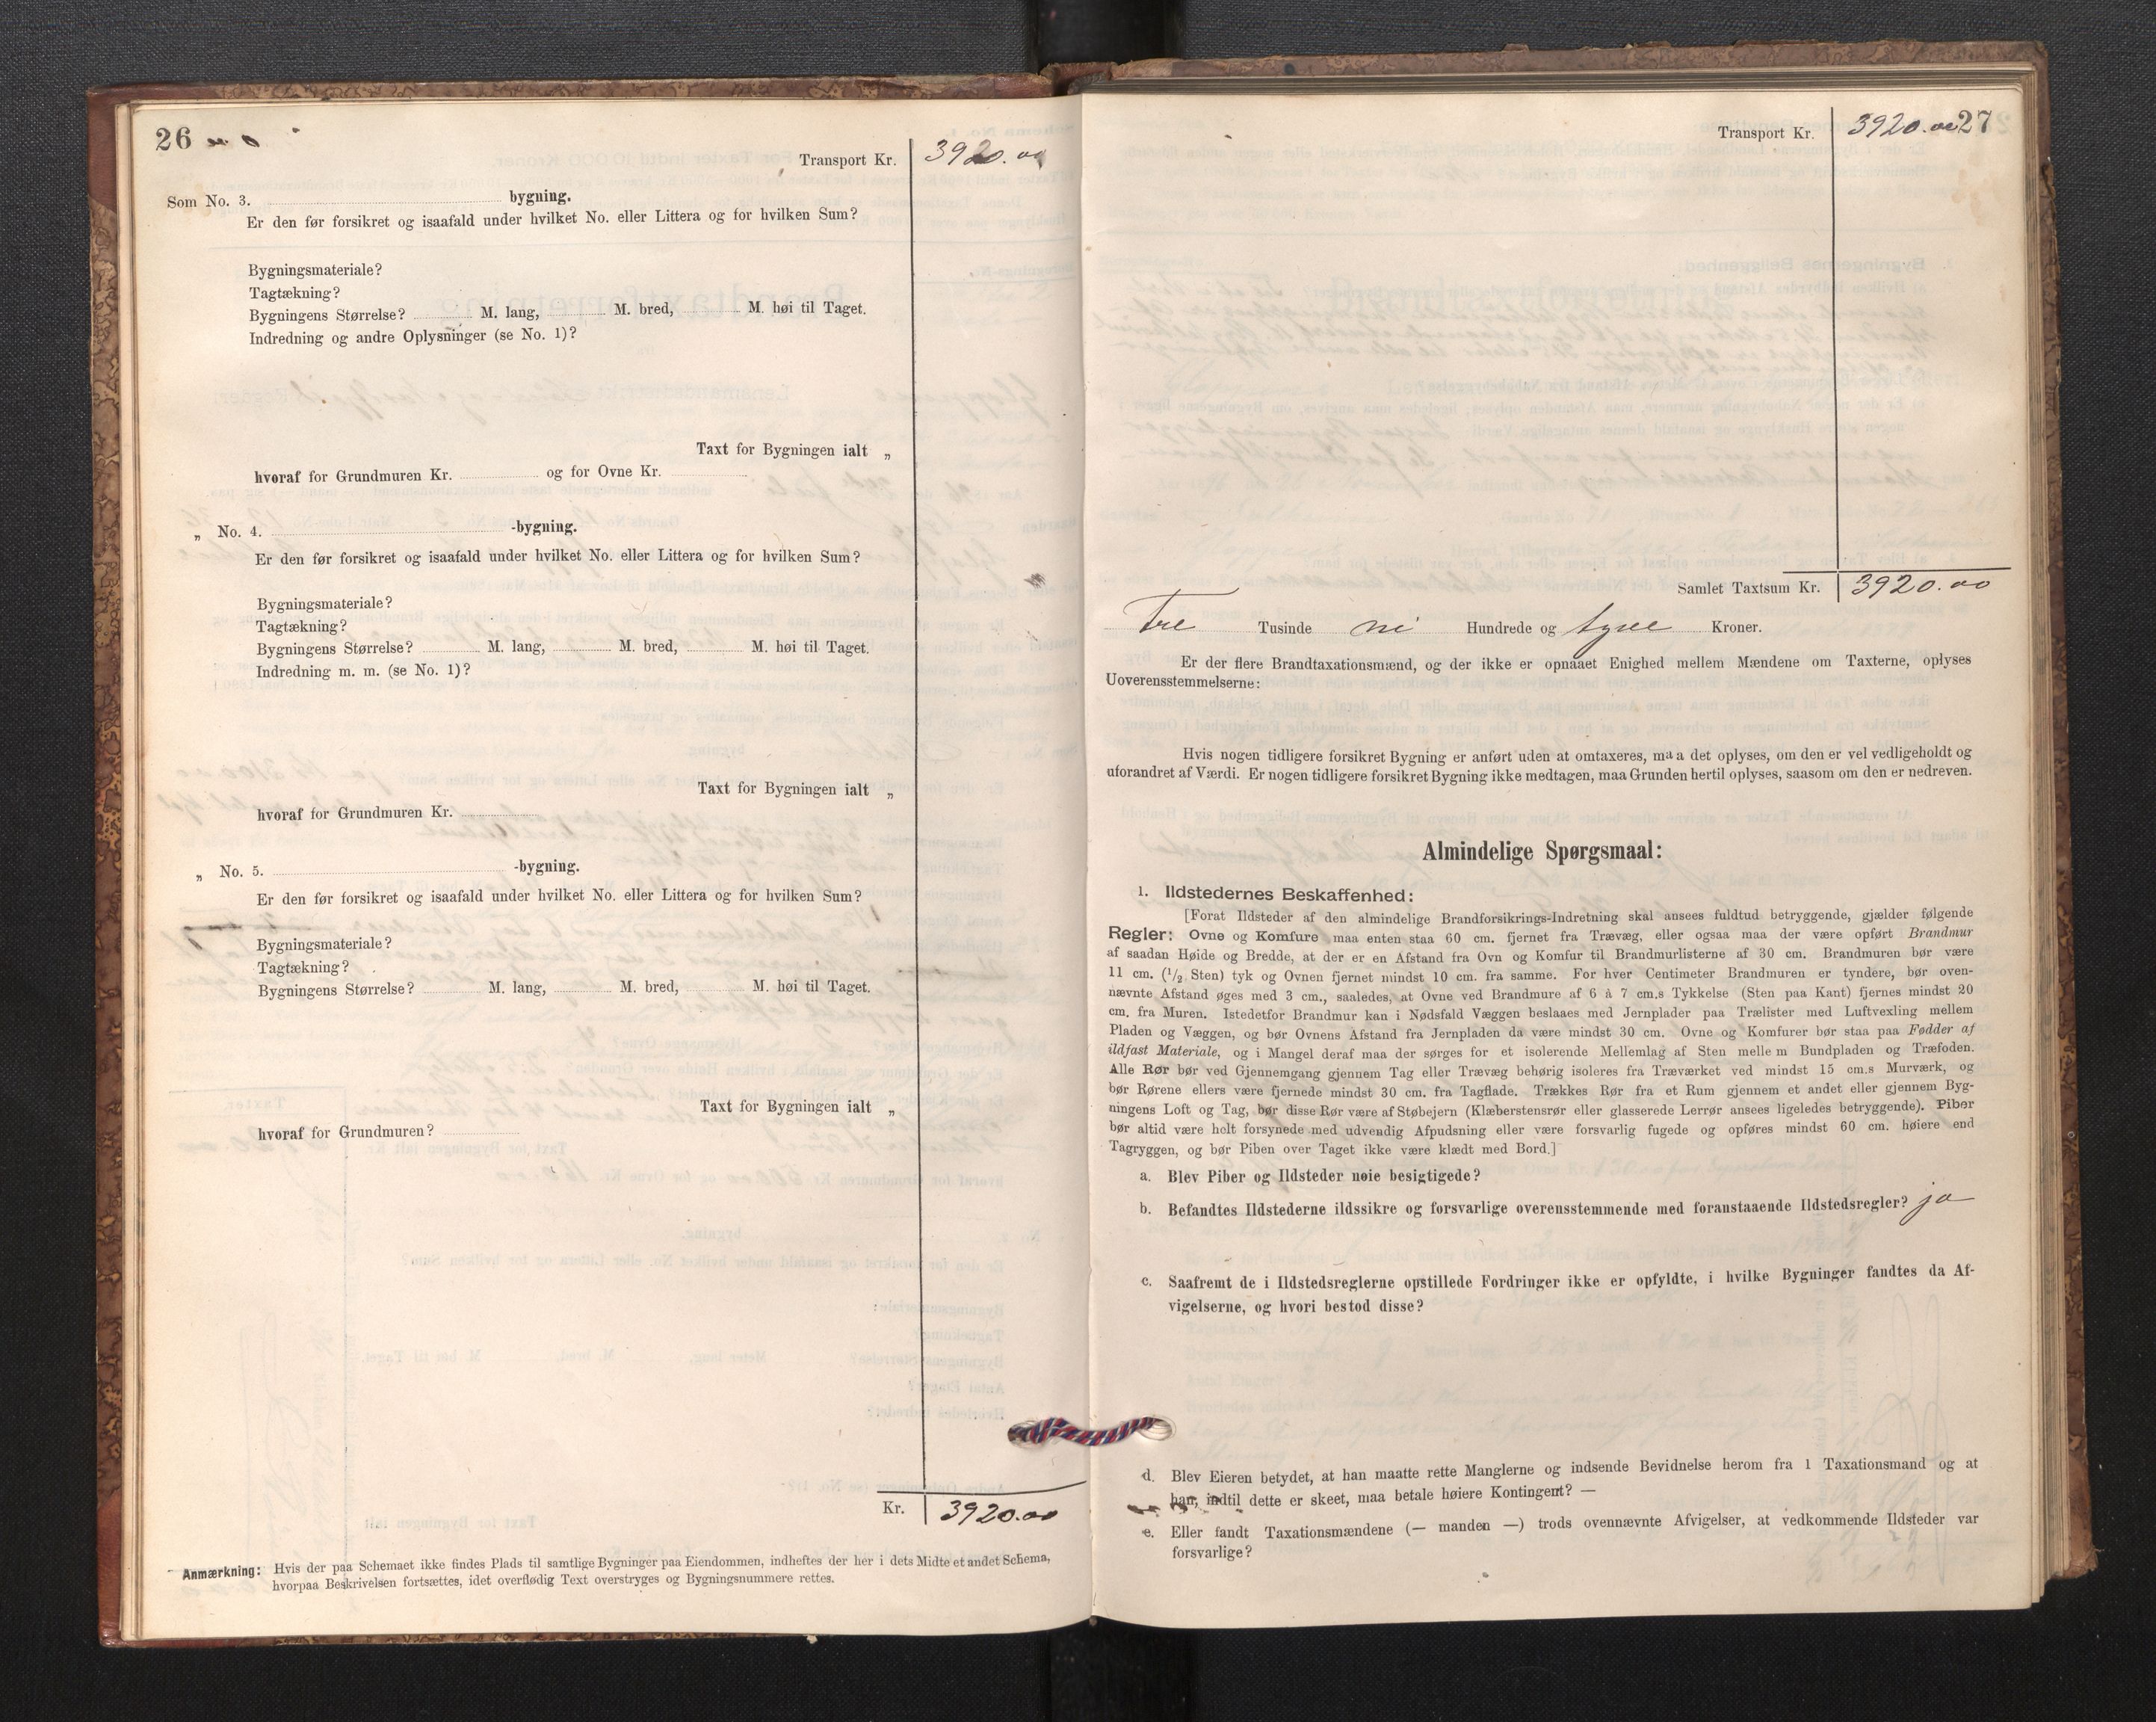 26
Transport Kr. 3920.00
Som No. 3. bygning.
Er den før forsikret og isaafald under hvilket No. eller Littera og for hvilken Sum?
Bygningsmateriale?
Tagtækning?
Bygningens Størrelse? M. lang, M. bred, M. høi til Taget.
Indredning og andre Oplysninger (se No. 1)?
Taxt for Bygningen ialt „
hvoraf for Grundmuren Kr. og for Ovne Kr.
„ No. 4. -bygning.
Er den før forsikret og isaafald under hvilket No. eller Littera og for hvilken Sum?
Bygningsmateriale?
Tagtækning?
Bygningens Størrelse? M. lang, M. bred, M. høi til Taget.
Indredning m. m. (se No. 1)?
Taxt for Bygningen ialt „
hvoraf for Grundmuren Kr.
„ No. 5. -bygning.
Er den før forsikret og isaafald under hvilket No. eller Littera og for hvilken Sum?
Bygningsmateriale?
Tagtækning?
Bygningens Størrelse? M. lang, M. bred, M. høi til Taget.
Taxt for Bygningen ialt „
hvoraf for Grundmuren?
Kr. 3920.00
Anmærkning: Hvis der paa Schemaet ikke findes Plads til samtlige Bygninger paa Eiendommen, indheftes der her i dets Midte et andet Schema,
hvorpaa Beskrivelsen fortsættes, idet overflødig Text overstryges og Bygningsnummere rettes.
Transport Kr. 3920.00 27
Samlet Taxtsum Kr. 3920.00
Tre Tusinde ni Hundrede og tyve Kroner.
Er der flere Brandtaxationsmænd, og der ikke er opnaaet Enighed mellem Mændene om Taxterne, oplyses
Uoverensstemmelserne:
Hvis nogen tidligere forsikret Bygning er anført uden at omtaxeres, maa det oplyses, om den er vel vedligeholdt og
uforandret af Værdi. Er nogen tidligere forsikret Bygning ikke medtagen, maa Grunden hertil oplyses, saasom om den er nedreven.
Almindelige Spørgsmaal:
1. Ildstedernes Beskaffenhed:
[Forat Ildsteder af den almindelige Brandforsikrings-Indretning skal ansees fuldtud betryggende, gjælder følgende
Regler: Ovne og Komfure maa enten staa 60 cm. fjernet fra Trævæg, eller ogsaa maa der være opført Brandmur
af saadan Høide og Bredde, at der er en Afstand fra Ovn og Komfur til Brandmurlisterne af 30 cm. Brandmuren bør være
11 cm. (1/2 Sten) tyk og Ovnen fjernet mindst 10 cm. fra samme. For hver Centimeter Brandmuren er tyndere, bør oven-
nævnte Afstand øges med 3 cm., saaledes, at Ovne ved Brandmure af 6 à 7 cm.s Tykkelse (Sten paa Kant) fjernes mindst 20
cm. fra Muren. Istedetfor Brandmur kan i Nødsfald Væggen beslaaes med Jernplader paa Trælister med Luftvexling mellem
Pladen og Væggen, og bør Ovnens Afstand fra Jernpladen da være mindst 30 cm. Ovne og Komfurer bør staa paa Fødder af
ildfast Materiale, og i Mangel deraf maa der sørges for et isolerende Mellemlag af Sten mellem Bundpladen og Træfoden.
Alle Rør bør ved Gjennemgang gjennem Tag eller Trævæg behørig isoleres fra Træværket ved mindst 15 cm.s Murværk, og
bør Rørene ellers være fjernede mindst 30 cm. fra Tagflade. Trækkes Rør fra et Rum gjennem et andet eller gjennem Byg-
ningens Loft og Tag, bør disse Rør være af Støbejern (Klæberstensrør eller glasserede Lerrør ansees ligeledes betryggende). Piber
bør altid være holt forsynede med udvendig Afpudsning eller være forsvarlig fugede og opføres mindst 60 cm. høiere end
Tagryggen, og bør Piben over Taget ikke være klædt med Bord.]
a. Blev Piber og Ildsteder nøie besigtigede?
b. Befandtes Ildstederne ildssikre og forsvarlige overensstemmende med foranstaaende Ildstedsregler? ja
c. Saafremt de i Ildstedsreglerne opstillede Fordringer ikke er opfyldte, i hvilke Bygninger fandtes da Af-
vigelserne, og hvori bestod disse?
d. Blev Eieren betydet, at han maatte rette Manglerne og indsende Bevidnelse herom fra 1 Taxationsmand og at
han, indtil dette er skeet, maa betale høiere Kontingent? —
e. Eller fandt Taxationsmændene (— manden —) trods ovennævnte Afvigelser, at vedkommende Ildsteder var
forsvarlige?